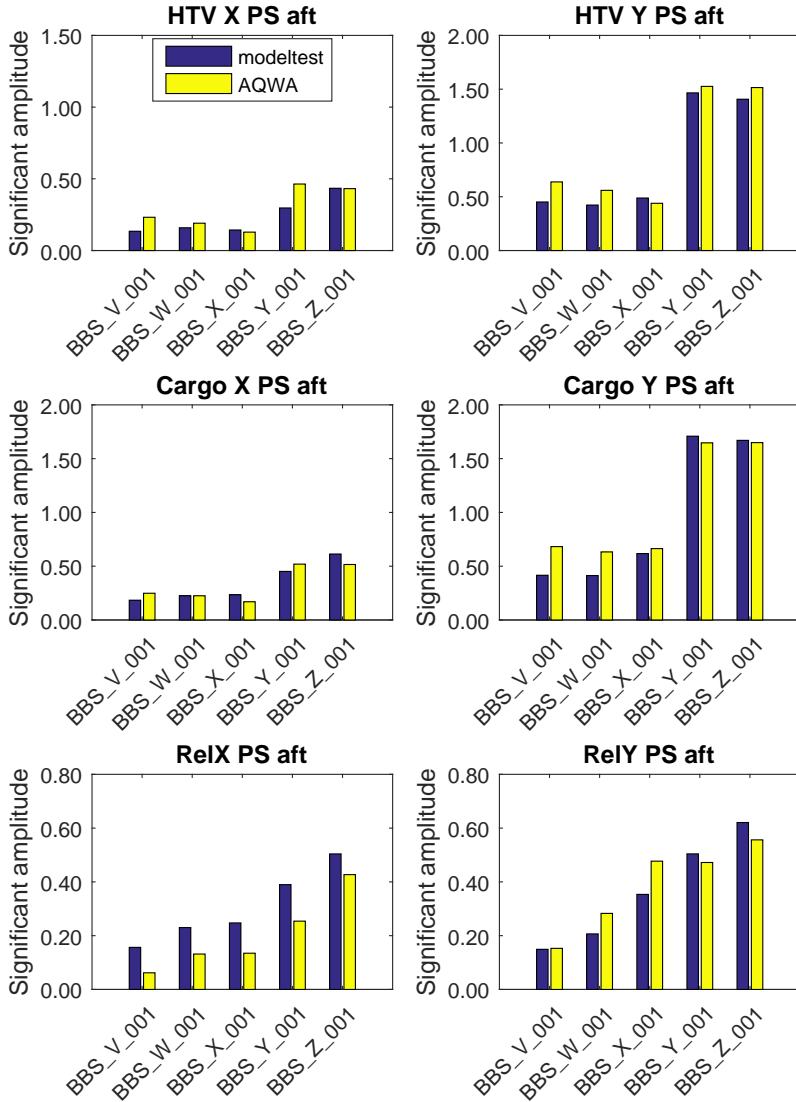 HTV X PS aft
1.50
1.00
0.50
0.00
Significant amplitude
modeltest
AQWA
BBS_V_001
BBS_W_001
BBS_X_001
BBS_Y_001
BBS_Z_001
HTV Y PS aft
2.00
1.50
1.00
0.50
0.00
Significant amplitude
BBS_V_001
BBS_W_001
BBS_X_001
BBS_Y_001
BBS_Z_001
Cargo X PS aft
2.00
1.50
1.00
0.50
0.00
Significant amplitude
BBS_V_001
BBS_W_001
BBS_X_001
BBS_Y_001
BBS_Z_001
Cargo Y PS aft
2.00
1.50
1.00
0.50
0.00
Significant amplitude
BBS_V_001
BBS_W_001
BBS_X_001
BBS_Y_001
BBS_Z_001
RelX PS aft
0.80
0.60
0.40
0.20
0.00
Significant amplitude
BBS_V_001
BBS_W_001
BBS_X_001
BBS_Y_001
BBS_Z_001
RelY PS aft
0.80
0.60
0.40
0.20
0.00
Significant amplitude
BBS_V_001
BBS_W_001
BBS_X_001
BBS_Y_001
BBS_Z_001